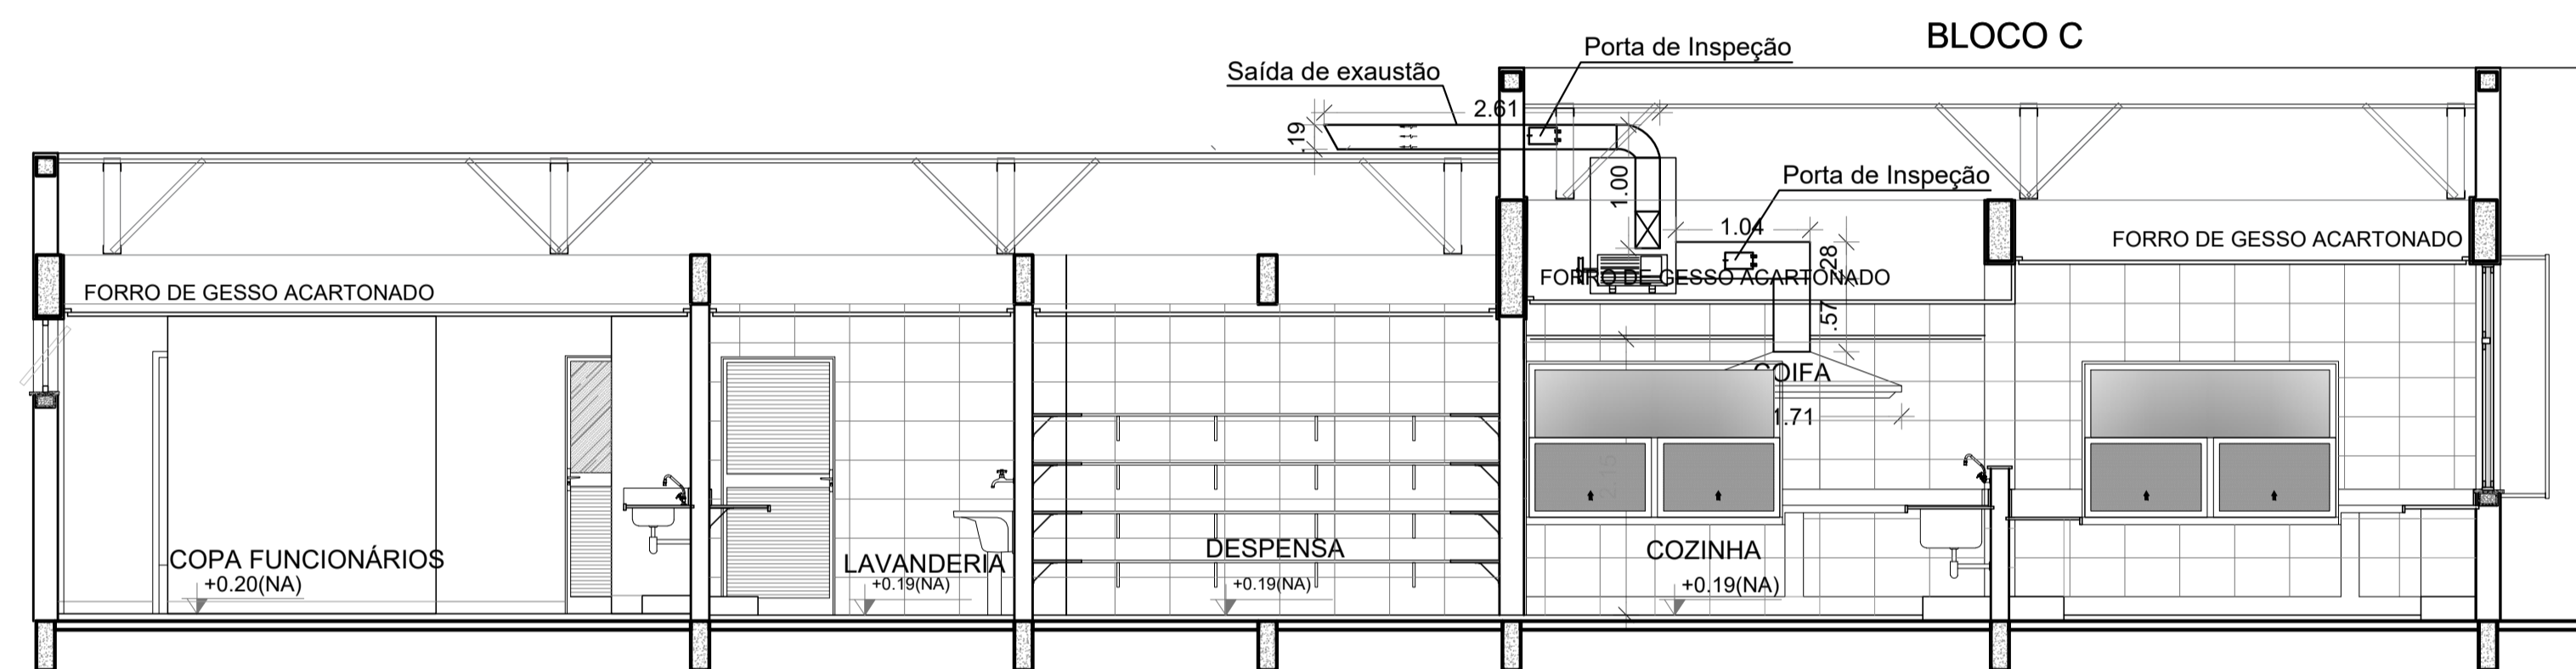 BLOCO C
Porta de Inspeção
Saída de exaustão
2.61
.19
1.00
Porta de Inspeção
1.04
FORRO DE GESSO ACARTONADO
.28
FORRO DE GESSO ACARTONADO
FORRO DE GESSO ACARTONADO
.57
COIFA
1.71
2.15
COPA FUNCIONÁRIOS
+0.20(NA)
LAVANDERIA
+0.19(NA)
DESPENSA
+0.19(NA)
COZINHA
+0.19(NA)